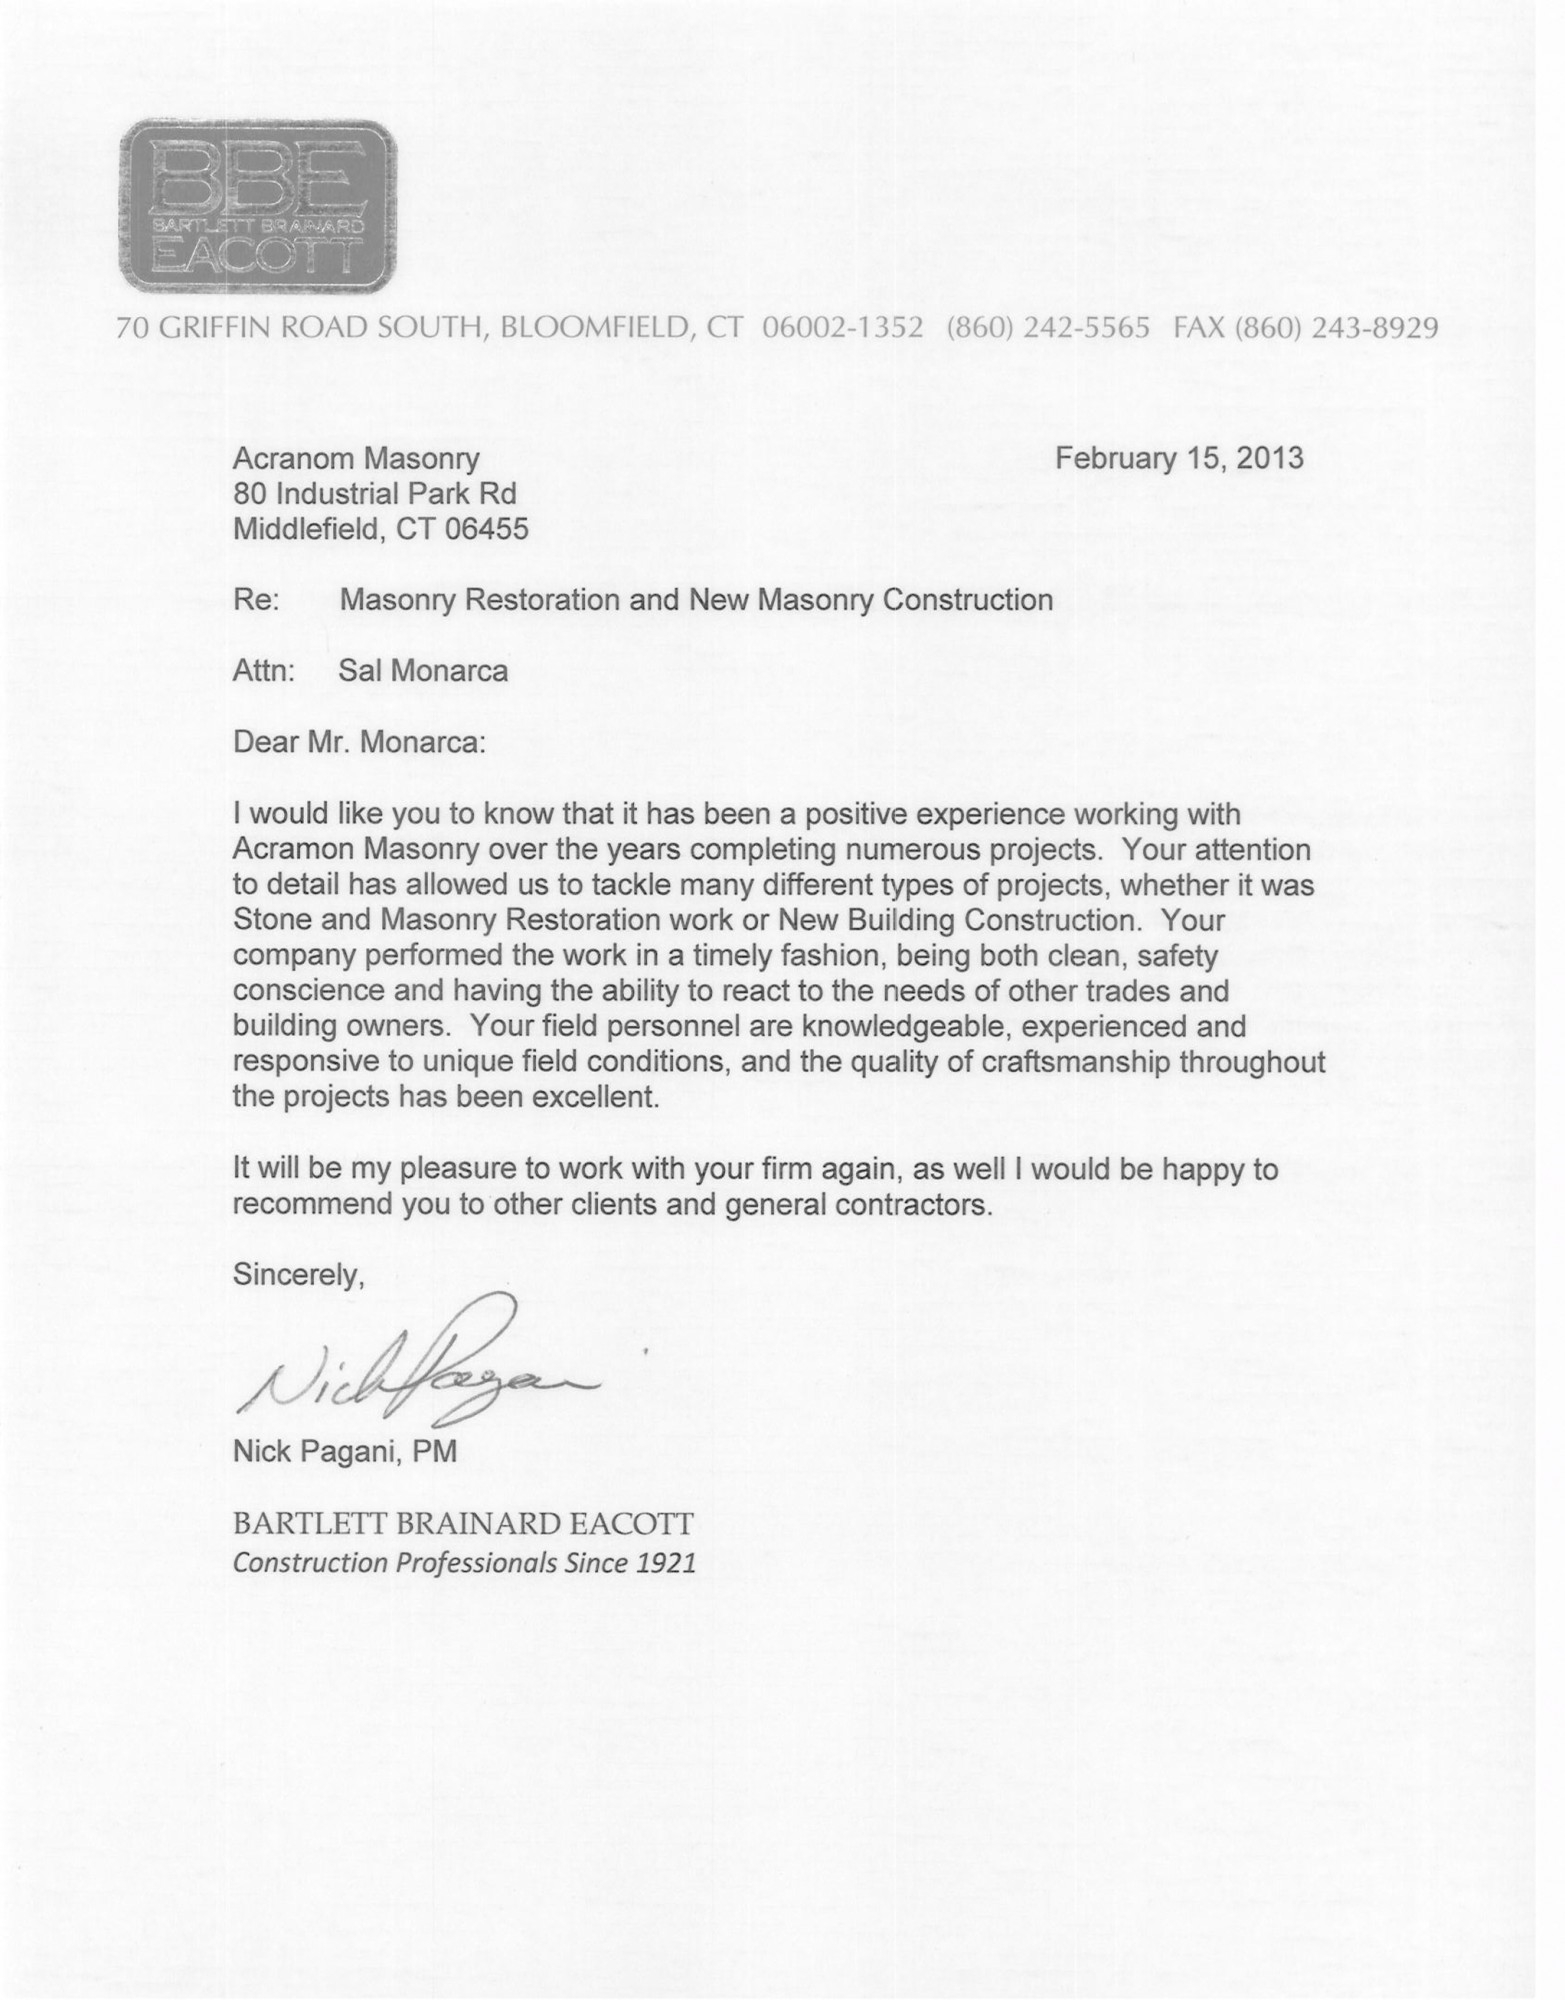 BBE
BARTLETT BRAINARD
EACOTT
70 GRIFFIN ROAD SOUTH, BLOOMFIELD, CT 06002-1352 (860) 242-5565 FAX (860) 243-8929
Acranom Masonry February 15, 2013
80 Industrial Park Rd
Middlefield, CT 06455
Re: Masonry Restoration and New Masonry Construction
Attn: Sal Monarca
Dear Mr. Monarca:
I would like you to know that it has been a positive experience working with
Acramon Masonry over the years completing numerous projects. Your attention
to detail has allowed us to tackle many different types of projects, whether it was
Stone and Masonry Restoration work or New Building Construction. Your
company performed the work in a timely fashion, being both clean, safety
conscience and having the ability to react to the needs of other trades and
building owners. Your field personnel are knowledgeable, experienced and
responsive to unique field conditions, and the quality of craftsmanship throughout
the projects has been excellent.
It will be my pleasure to work with your firm again, as well I would be happy to
recommend you to other clients and general contractors.
Sincerely,
Nick Pagani
Nick Pagani, PM
BARTLETT BRAINARD EACOTT
Construction Professionals Since 1921